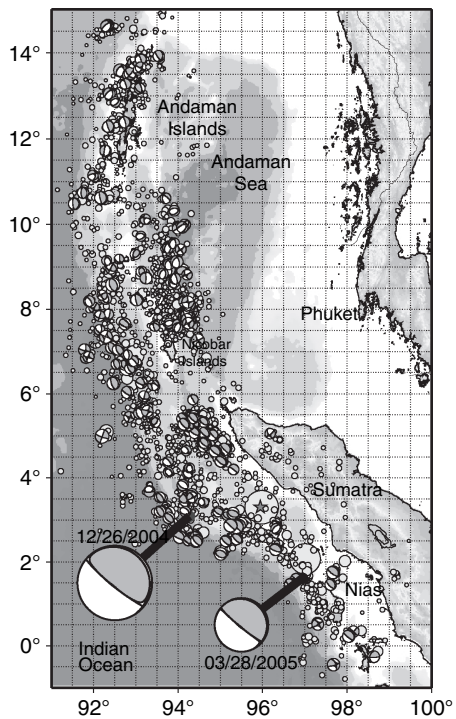 14°
12°
10°
8°
6°
4°
2°
0°
Andaman
Islands
Andaman
Sea
Phuket
Nicobar
Islands
Sumatra
12/26/2004
Nias
03/28/2005
Indian
Ocean
92°
94°
96°
98°
100°